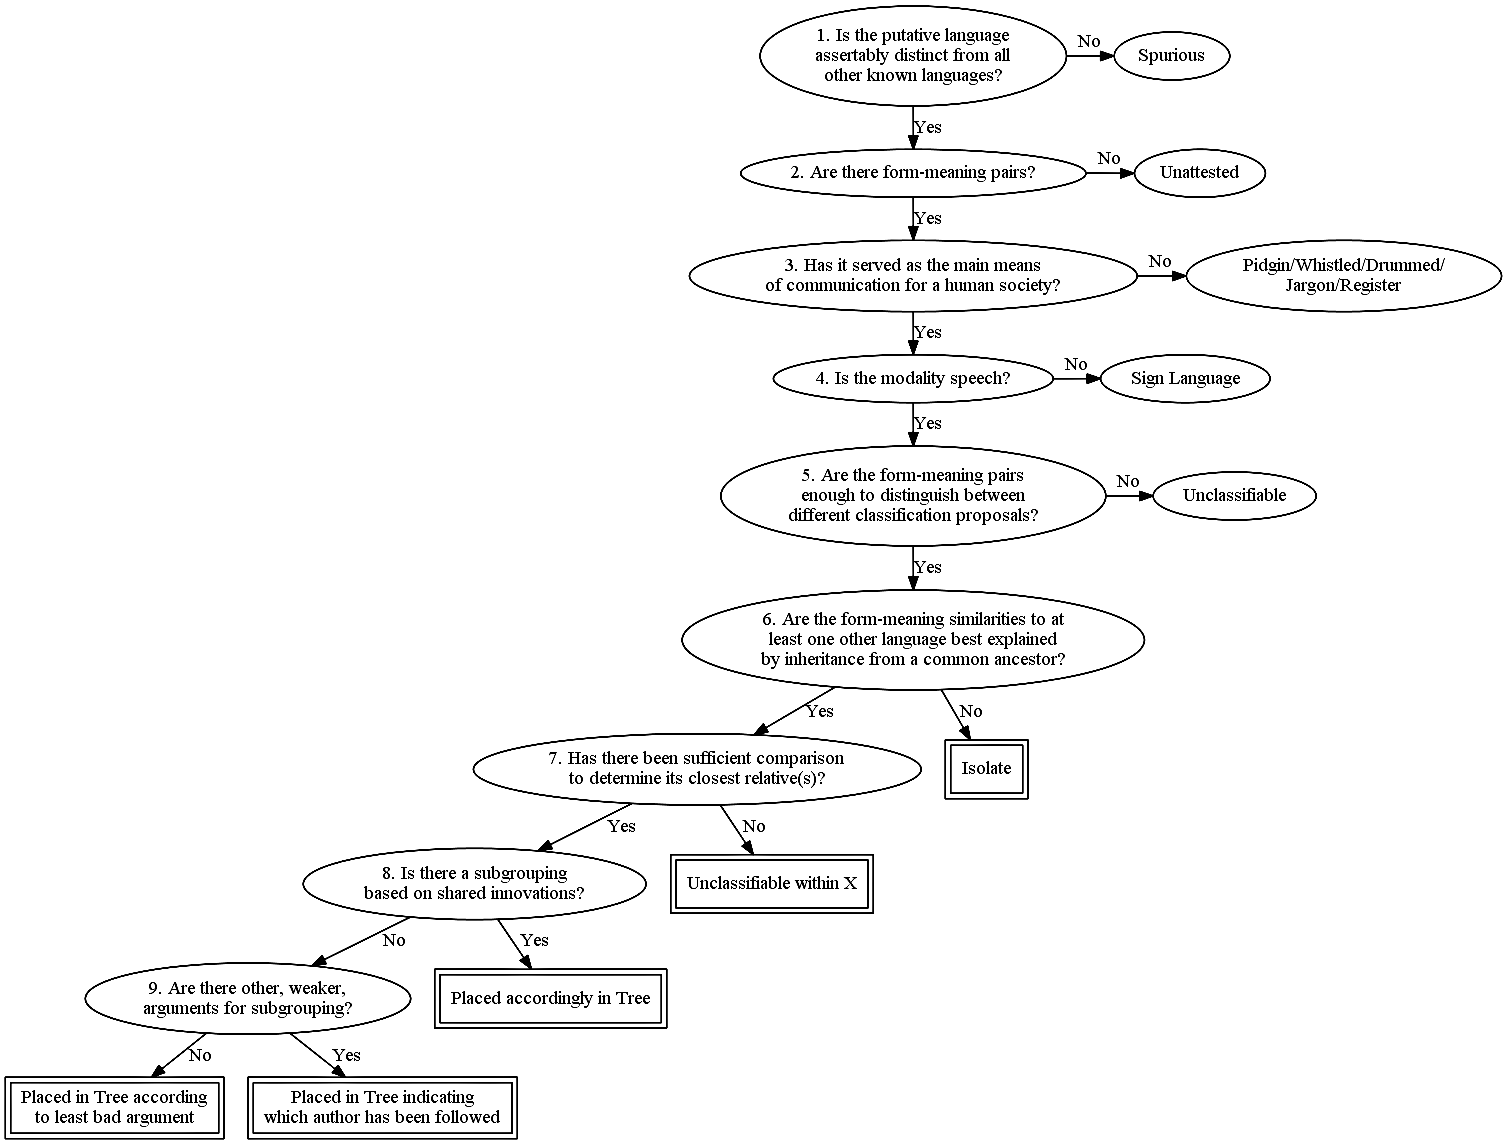 1. Is the putative language
assertably distinct from all
other known languages?
No
Spurious
Yes
2. Are there form-meaning pairs?
No
Unattested
Yes
3. Has it served as the main means
of communication for a human society?
No
Pidgin/Whistled/Drummed/
Jargon/Register
Yes
4. Is the modality speech?
No
Sign Language
Yes
5. Are the form-meaning pairs
enough to distinguish between
different classification proposals?
No
Unclassifiable
Yes
6. Are the form-meaning similarities to at
least one other language best explained
by inheritance from a common ancestor?
Yes
No
7. Has there been sufficient comparison
to determine its closest relative(s)?
Isolate
Yes
No
8. Is there a subgrouping
based on shared innovations?
Unclassifiable within X
No
Yes
9. Are there other, weaker,
arguments for subgrouping?
Placed accordingly in Tree
No
Yes
Placed in Tree according
to least bad argument
Placed in Tree indicating
which author has been followed